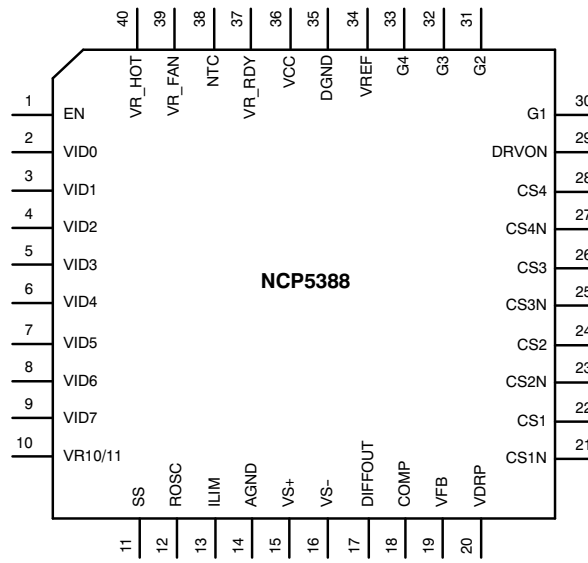 40 39 38 37 36 35 34 33 32 31
VR_HOT VR_FAN NTC VR_RDY VCC DGND VREF G4 G3 G2
1 EN G1 30
2 VID0 DRVON 29
3 VID1 CS4 28
4 VID2 CS4N 27
5 VID3 CS3 26
NCP5388
6 VID4 CS3N 25
7 VID5 CS2 24
8 VID6 CS2N 23
9 VID7 CS1 22
10 VR10/11 CS1N 21
SS ROSC ILIM AGND VS+ VS− DIFFOUT COMP VFB VDRP
11 12 13 14 15 16 17 18 19 20